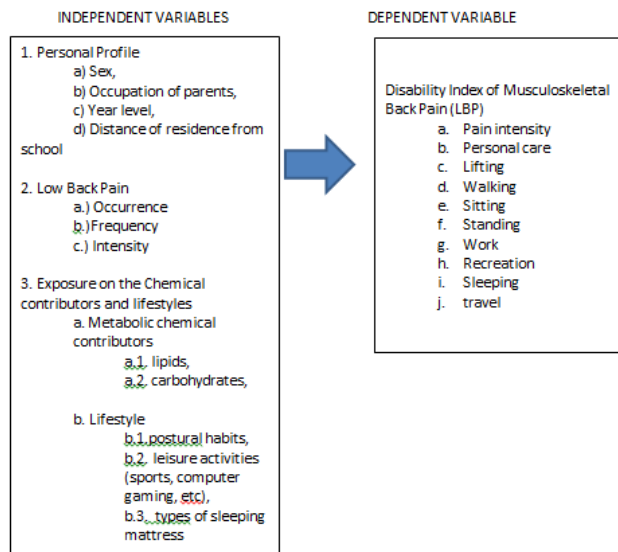 INDEPENDENT VARIABLES
1. Personal Profile
a) Sex,
b) Occupation of parents,
c) Year level,
d) Distance of residence from
school
2. Low Back Pain
a.) Occurrence
b.)Frequency
c.) Intensity
3. Exposure on the Chemical
contributors and lifestyles
a. Metabolic chemical
contributors
a.1. lipids,
a.2. carbohydrates,
b. Lifestyle
b.1.postural habits,
b.2. leisure activities
(sports, computer
gaming, etc),
b.3. types of sleeping
mattress
DEPENDENT VARIABLE
Disability Index of Musculoskeletal
Back Pain (LBP)
a. Pain intensity
b. Personal care
c. Lifting
d. Walking
e. Sitting
f. Standing
g. Work
h. Recreation
i. Sleeping
j. travel